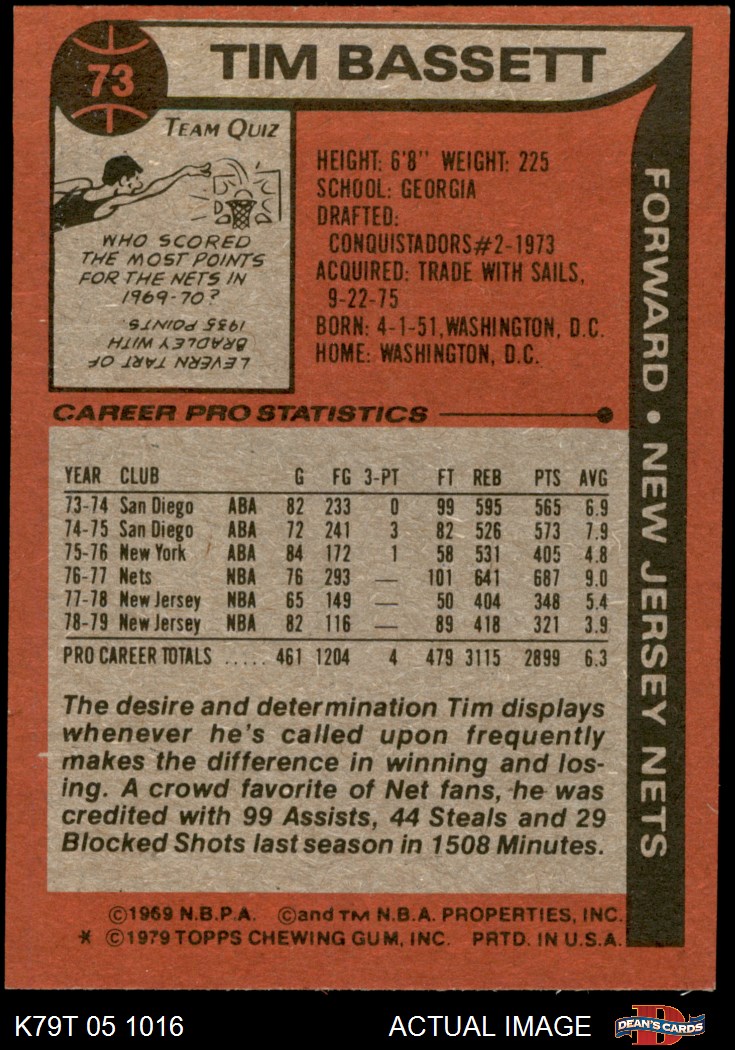 73
TIM BASSETT
TEAM QUIZ
WHO SCORED
THE MOST POINTS
FOR THE NETS IN
1969-70?
LEVERN TART OF
BRADLEY WITH
1935 POINTS.
HEIGHT: 6'8" WEIGHT: 225
SCHOOL: GEORGIA
DRAFTED:
CONQUISTADORS#2-1973
ACQUIRED: TRADE WITH SAILS,
9-22-75
BORN: 4-1-51, WASHINGTON, D.C.
HOME: WASHINGTON, D.C.
FORWARD • NEW JERSEY NETS
CAREER PRO STATISTICS
YEAR CLUB G FG 3-PT FT REB PTS AVG
73-74 San Diego ABA 82 233 0 99 595 565 6.9
74-75 San Diego ABA 72 241 3 82 526 573 7.9
75-76 New York ABA 84 172 1 58 531 405 4.8
76-77 Nets NBA 76 293 — 101 641 687 9.0
77-78 New Jersey NBA 65 149 — 50 404 348 5.4
78-79 New Jersey NBA 82 116 — 89 418 321 3.9
PRO CAREER TOTALS ..... 461 1204 4 479 3115 2899 6.3
The desire and determination Tim displays
whenever he's called upon frequently
makes the difference in winning and los-
ing. A crowd favorite of Net fans, he was
credited with 99 Assists, 44 Steals and 29
Blocked Shots last season in 1508 Minutes.
©1969 N.B.P.A. ©and TM N.B.A. PROPERTIES, INC.
* ©1979 TOPPS CHEWING GUM, INC. PRTD. IN U.S.A.
K79T 05 1016 ACTUAL IMAGE DEAN'S CARDS